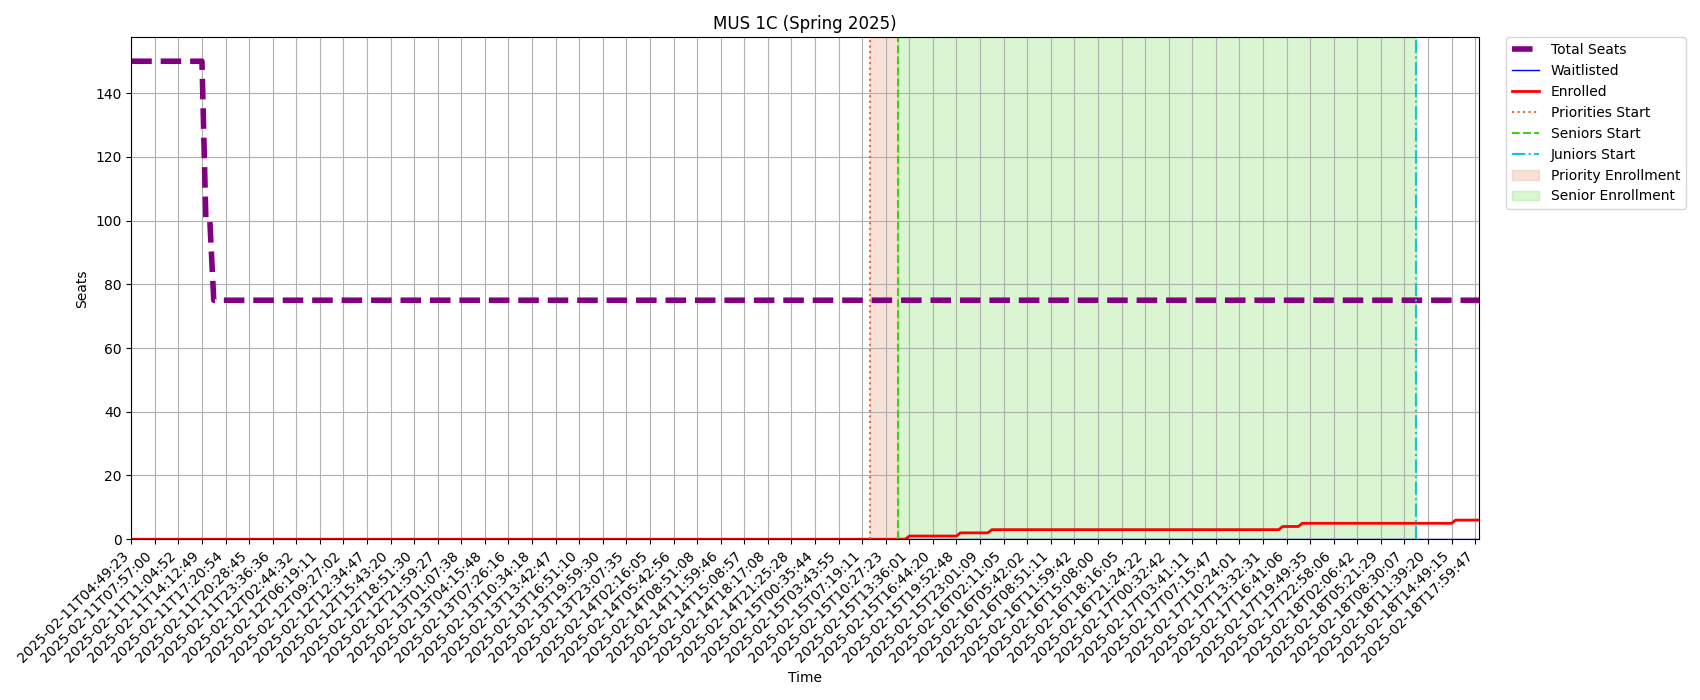 MUS 1C (Spring 2025)
Seats
140
120
100
80
60
40
20
0
Total Seats
Waitlisted
Enrolled
Priorities Start
Seniors Start
Juniors Start
Priority Enrollment
Senior Enrollment
2025-02-11T04:49:23
2025-02-11T07:57:00
2025-02-11T11:04:52
2025-02-11T14:12:49
2025-02-11T17:20:54
2025-02-11T20:28:45
2025-02-11T23:36:36
2025-02-12T02:44:32
2025-02-12T06:19:11
2025-02-12T09:27:02
2025-02-12T12:34:47
2025-02-12T15:43:20
2025-02-12T18:51:30
2025-02-12T21:59:27
2025-02-13T01:07:38
2025-02-13T04:15:48
2025-02-13T07:26:16
2025-02-13T10:34:18
2025-02-13T13:42:47
2025-02-13T16:51:10
2025-02-13T19:59:30
2025-02-13T23:07:35
2025-02-14T02:16:05
2025-02-14T05:42:56
2025-02-14T08:51:08
2025-02-14T11:59:46
2025-02-14T15:08:57
2025-02-14T18:17:08
2025-02-14T21:25:28
2025-02-15T00:35:44
2025-02-15T03:43:55
2025-02-15T07:19:11
2025-02-15T10:27:23
2025-02-15T13:36:01
2025-02-15T16:44:20
2025-02-15T19:52:48
2025-02-15T23:01:09
2025-02-16T02:11:05
2025-02-16T05:42:02
2025-02-16T08:51:11
2025-02-16T11:59:42
2025-02-16T15:08:00
2025-02-16T18:16:05
2025-02-16T21:24:22
2025-02-17T00:32:42
2025-02-17T03:41:11
2025-02-17T07:15:47
2025-02-17T10:24:01
2025-02-17T13:32:31
2025-02-17T16:41:06
2025-02-17T19:49:35
2025-02-17T22:58:06
2025-02-18T02:06:42
2025-02-18T05:21:29
2025-02-18T08:30:07
2025-02-18T11:39:20
2025-02-18T14:49:15
2025-02-18T17:59:47
Time